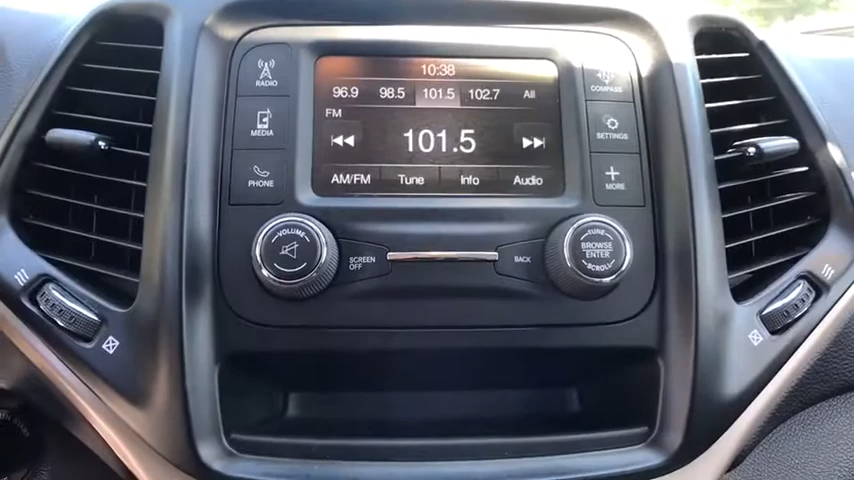 10:38
96.9 98.5 101.5 102.7 All
FM
101.5
AM/FM Tune Info Audio
RADIO
MEDIA
PHONE
COMPASS
SETTINGS
MORE
VOLUME
SCREEN
OFF
BACK
TUNE
BROWSE
ENTER
SCROLL